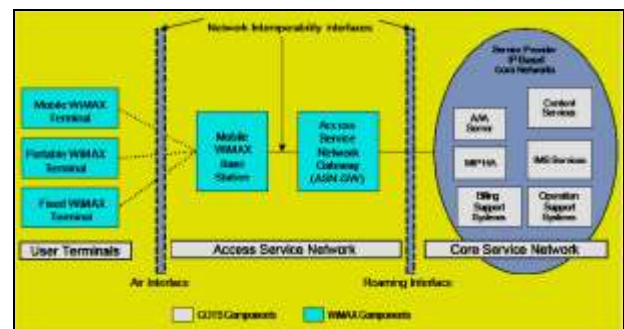 Network Interoperability Interfaces
Service Provider
IP Based
Core Networks
Mobile WiMAX
Terminal
Portable WiMAX
Terminal
Fixed WiMAX
Terminal
Mobile
WiMAX
Base
Station
Access
Service
Network
Gateway
(ASN-GW)
AAA
Server
Content
Services
MIP HA
IMS Services
Billing
Support
Systems
Operation
Support
Systems
User Terminals
Access Service Network
Core Service Network
Air Interface
Roaming Interface
COTS Components
WiMAX Components